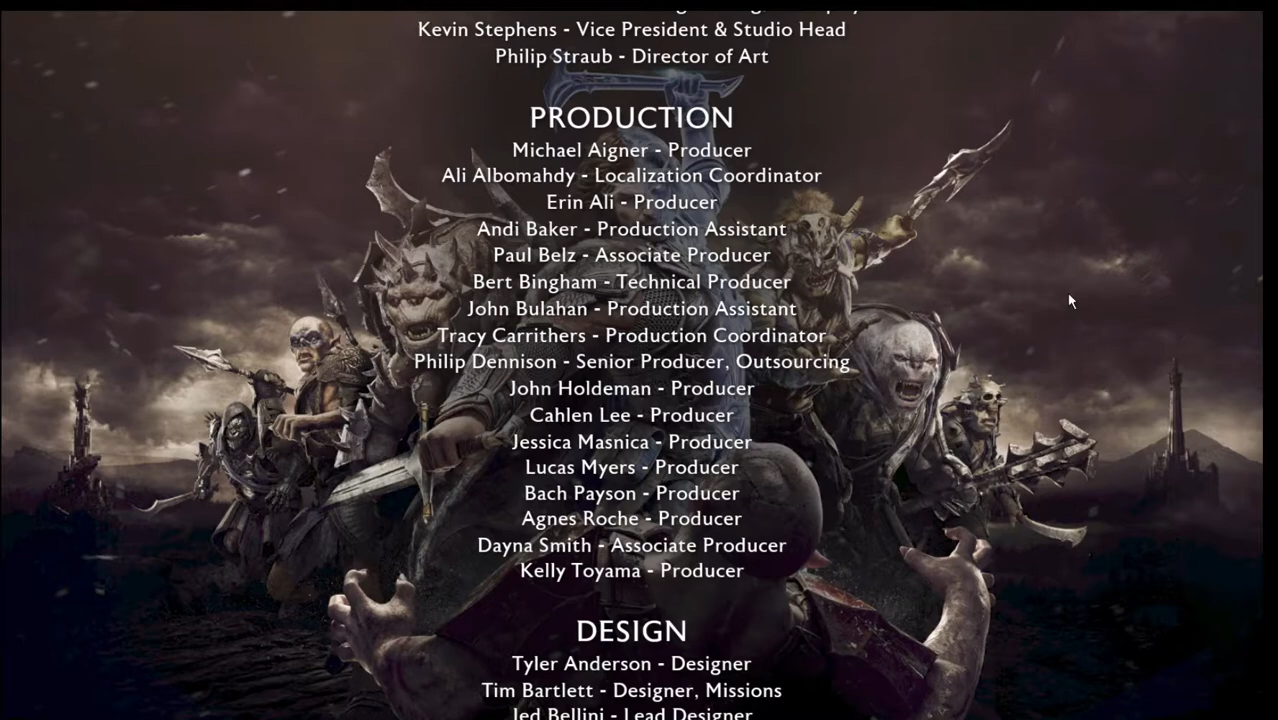 Kevin Stephens - Vice President & Studio Head
Philip Straub - Director of Art
PRODUCTION
Michael Aigner - Producer
Ali Albomahdy - Localization Coordinator
Erin Ali - Producer
Andi Baker - Production Assistant
Paul Belz - Associate Producer
Bert Bingham - Technical Producer
John Bulahan - Production Assistant
Tracy Carrithers - Production Coordinator
Philip Dennison - Senior Producer, Outsourcing
John Holdeman - Producer
Cahlen Lee - Producer
Jessica Masnica - Producer
Lucas Myers - Producer
Bach Payson - Producer
Agnes Roche - Producer
Dayna Smith - Associate Producer
Kelly Toyama - Producer
DESIGN
Tyler Anderson - Designer
Tim Bartlett - Designer, Missions
Jed Bellini - Lead Designer